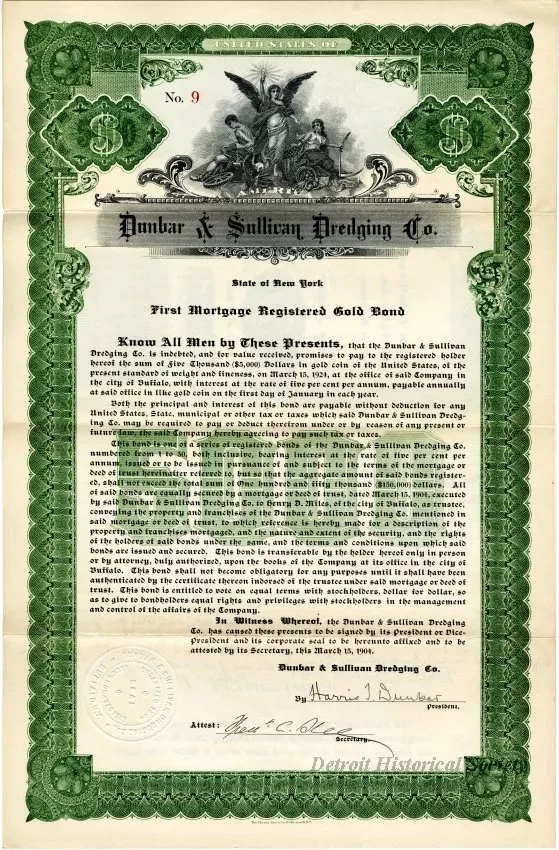 UNITED STATES OF
No. 9
AMERICA
Dunbar & Sullivan Dredging Co.
State of New York
First Mortgage Registered Gold Bond
Know All Men by These Presents, that the Dunbar & Sullivan
Dredging Co. is indebted, and for value received, promises to pay to the registered holder
hereof the sum of Five Thousand ($5,000) Dollars in gold coin of the United States, of the
present standard of weight and fineness, on March 15, 1924, at the office of said Company in
the city of Buffalo, with interest at the rate of five per cent per annum, payable annually
at said office in like gold coin on the first day of January in each year.
Both the principal and interest of this bond are payable without deduction for any
United States, State, municipal or other tax or taxes which said Dunbar & Sullivan Dredg-
ing Co. may be required to pay or deduct therefrom under or by reason of any present or
future law, the said Company hereby agreeing to pay such tax or taxes.
This bond is one of a series of registered bonds of the Dunbar & Sullivan Dredging Co.
numbered from 1 to 30, both inclusive, bearing interest at the rate of five per cent per
annum, issued or to be issued in pursuance of and subject to the terms of the mortgage or
deed of trust hereinafter referred to, but so that the aggregate amount of said bonds register-
ed, shall not exceed the total sum of One hundred and fifty thousand ($150,000) dollars. All
of said bonds are equally secured by a mortgage or deed of trust, dated March 15, 1904, executed
by said Dunbar & Sullivan Dredging Co. to Henry D. Miles, of the city of Buffalo, as trustee,
conveying the property and franchises of the Dunbar & Sullivan Dredging Co. mentioned in
said mortgage or deed of trust, to which reference is hereby made for a description of the
property and franchises mortgaged, and the nature and extent of the security, and the rights
of the holders of said bonds under the same, and the terms and conditions upon which said
bonds are issued and secured. This bond is transferable by the holder hereof only in person
or by attorney, duly authorized, upon the books of the Company at its office in the city of
Buffalo. This bond shall not become obligatory for any purposes until it shall have been
authenticated by the certificate thereon indorsed of the trustee under said mortgage or deed of
trust. This bond is entitled to vote on equal terms with stockholders, dollar for dollar, so
as to give to bondholders equal rights and privileges with stockholders in the management
and control of the affairs of the Company.
In Witness Whereof, the Dunbar & Sullivan Dredging
Co. has caused these presents to be signed by its President or Vice-
President and its corporate seal to be hereunto affixed and to be
attested by its Secretary, this March 15, 1904.
Dunbar & Sullivan Dredging Co.
By Harris T. Dunbar
President.
Attest:
Secretary.
Detroit Historical Society